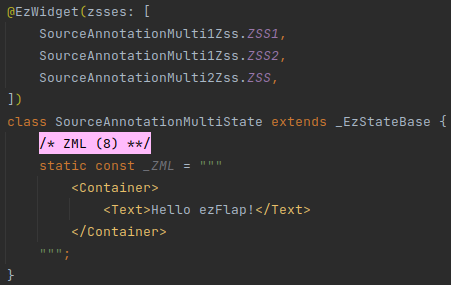 @EzWidget(zsses: [
    SourceAnnotationMulti1Zss.ZSS1,
    SourceAnnotationMulti1Zss.ZSS2,
    SourceAnnotationMulti2Zss.ZSS,
])
class SourceAnnotationMultiState extends _EzStateBase {
    /* ZML (8) **/
    static const _ZML = """
        <Container>
            <Text>Hello ezFlap!</Text>
        </Container>
    """;
}